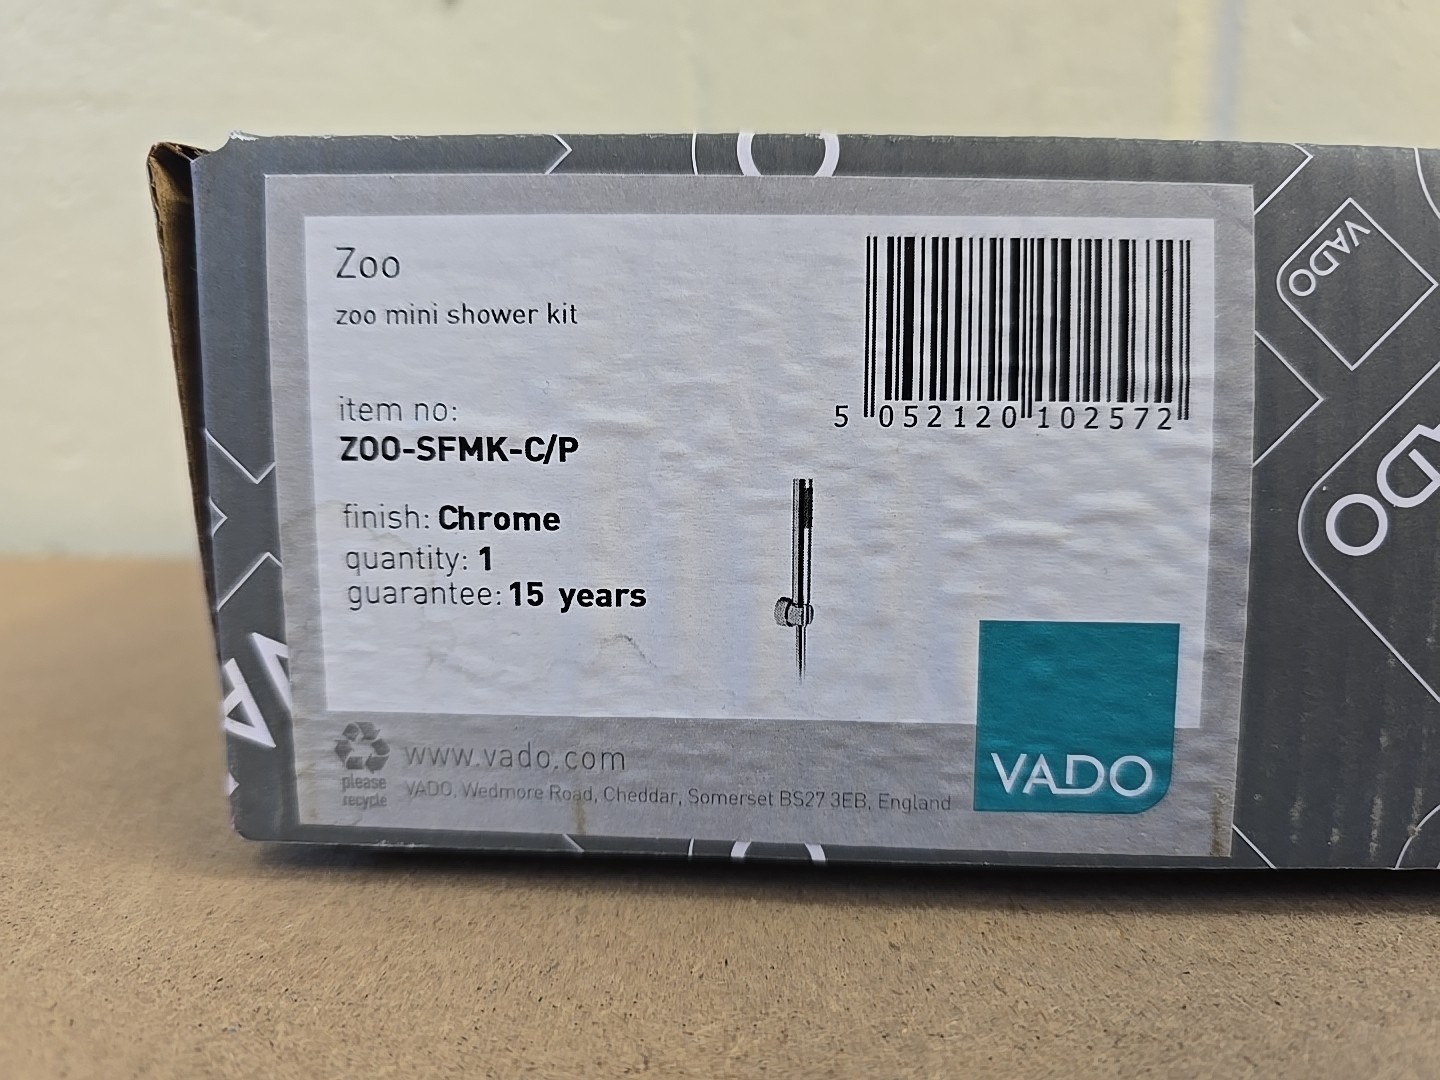 Zoo
zoo mini shower kit
item no:
ZOO-SFMK-C/P
finish: Chrome
quantity: 1
guarantee: 15 years
5 052120 102572
VADO
please
recycle
www.vado.com
VADO, Wedmore Road, Cheddar, Somerset BS27 3EB, England
VADO